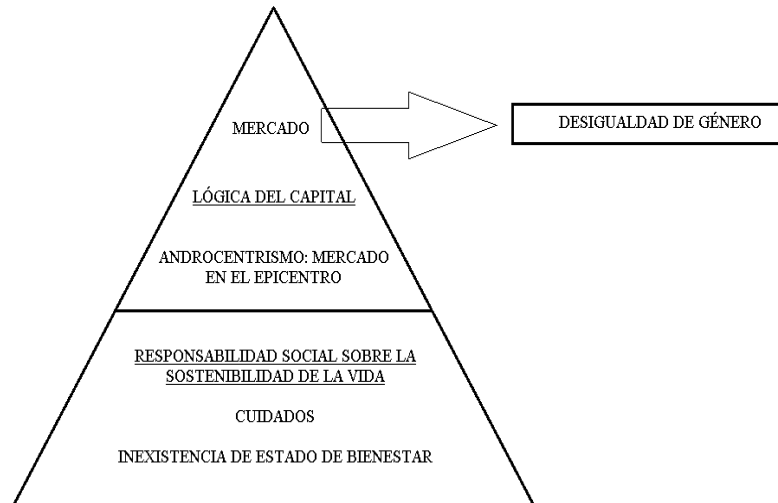 MERCADO
DESIGUALDAD DE GÉNERO
LÓGICA DEL CAPITAL
ANDROCENTRISMO: MERCADO
EN EL EPICENTRO
RESPONSABILIDAD SOCIAL SOBRE LA
SOSTENIBILIDAD DE LA VIDA
CUIDADOS
INEXISTENCIA DE ESTADO DE BIENESTAR